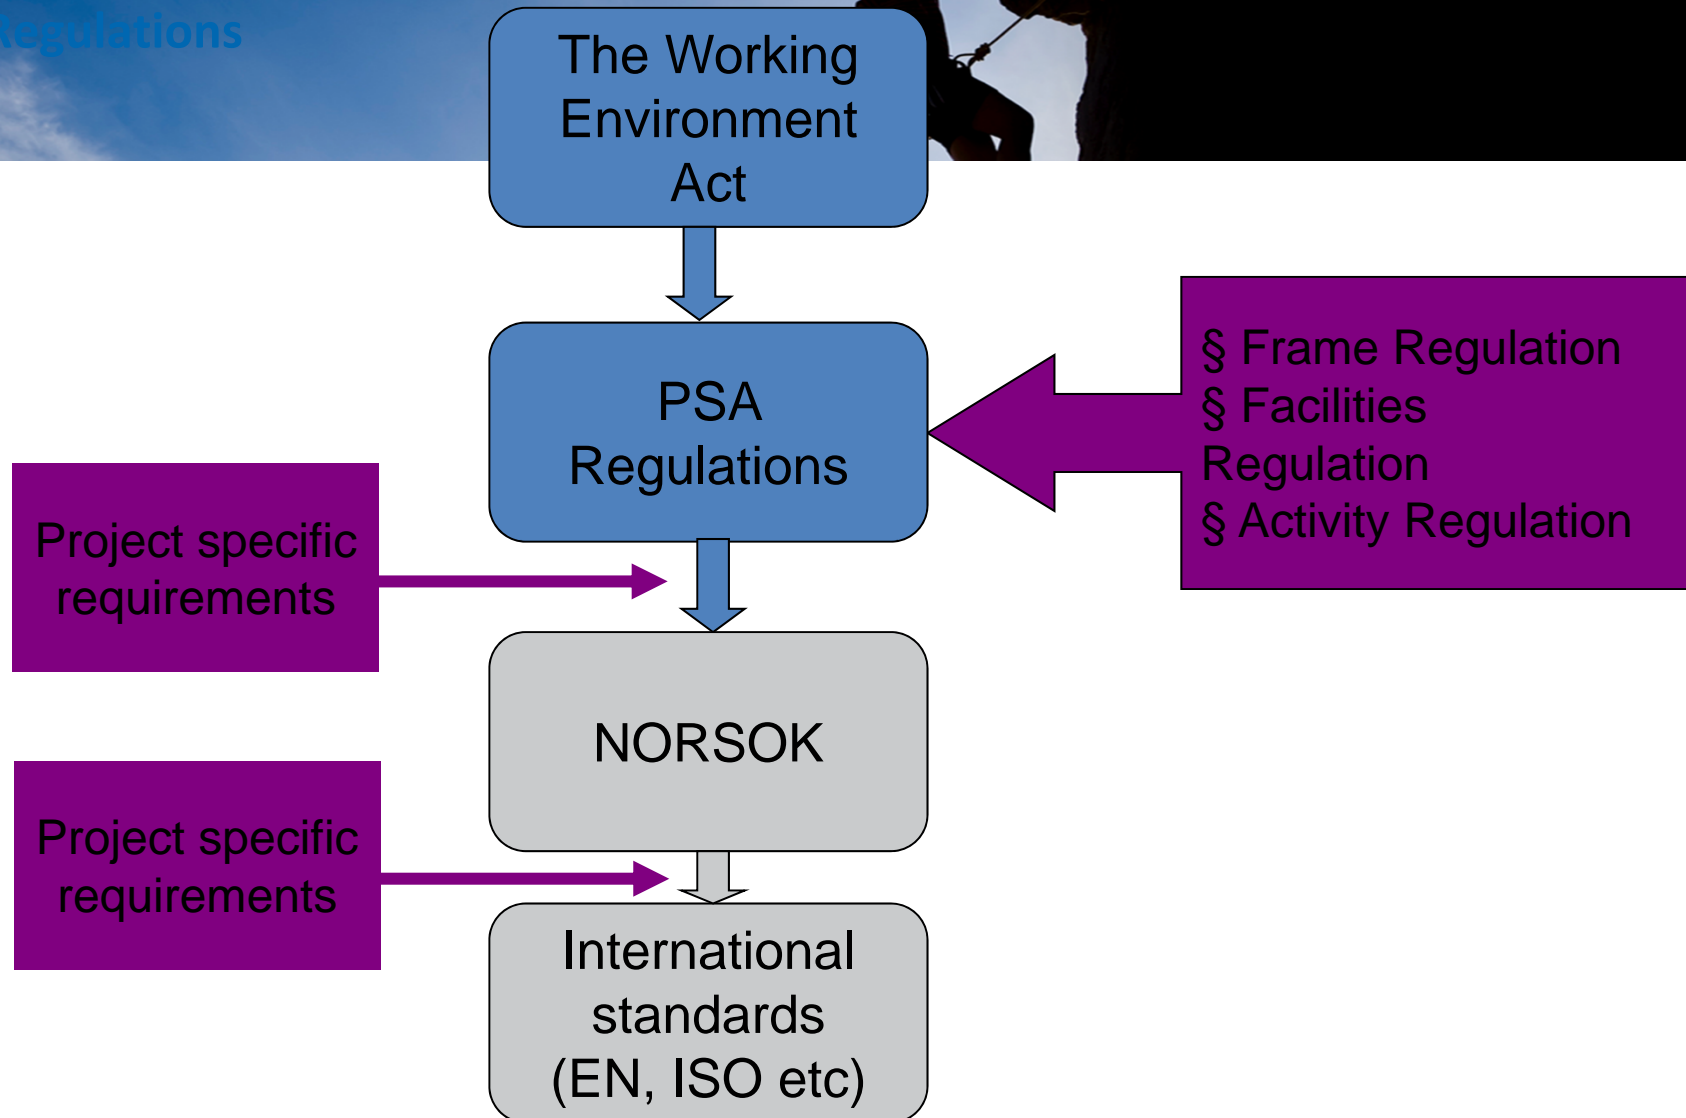 Regulations
The Working
Environment
Act
PSA
Regulations
§ Frame Regulation
§ Facilities
Regulation
§ Activity Regulation
Project specific
requirements
NORSOK
Project specific
requirements
International
standards
(EN, ISO etc)